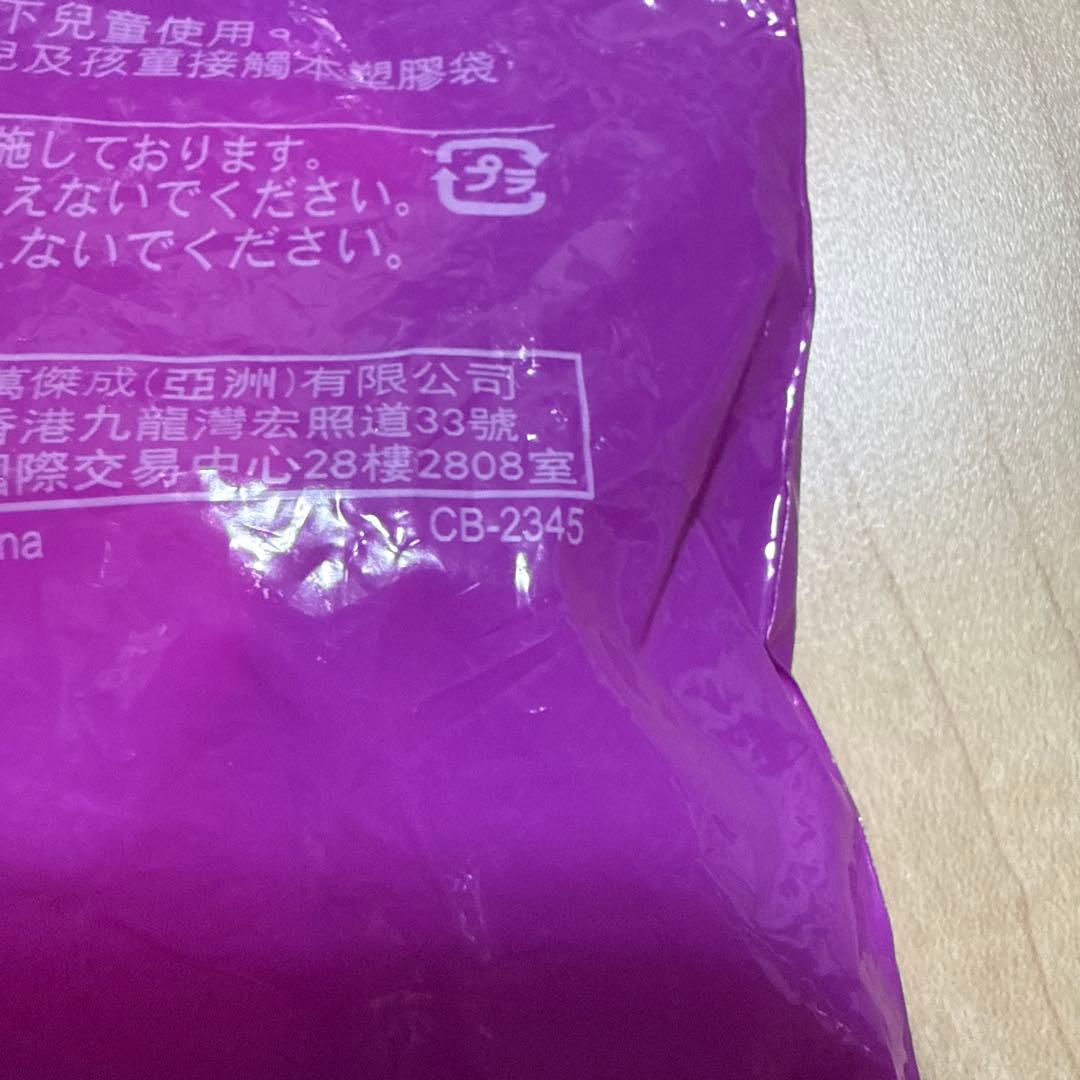 下兒童使用。
兒及孩童接觸本塑膠袋
施しております。
えないでください。
えないでください。
プラ
萬傑成(亞洲)有限公司
香港九龍灣宏照道33號
國際交易中心28樓2808室
CB-2345
na